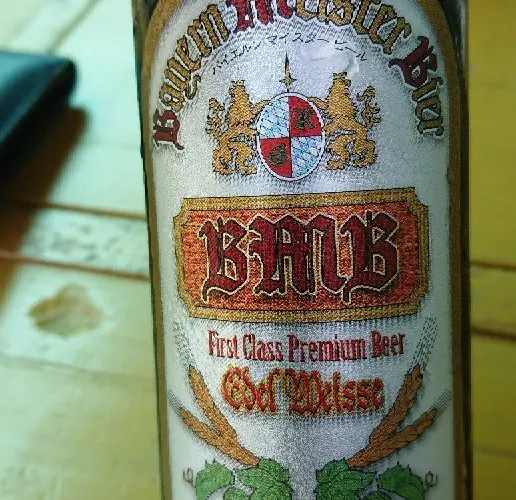 Bayern Meister Bier
バイエルン マイスター ビール
BMB
First Class Premium Beer
Edel Weisse